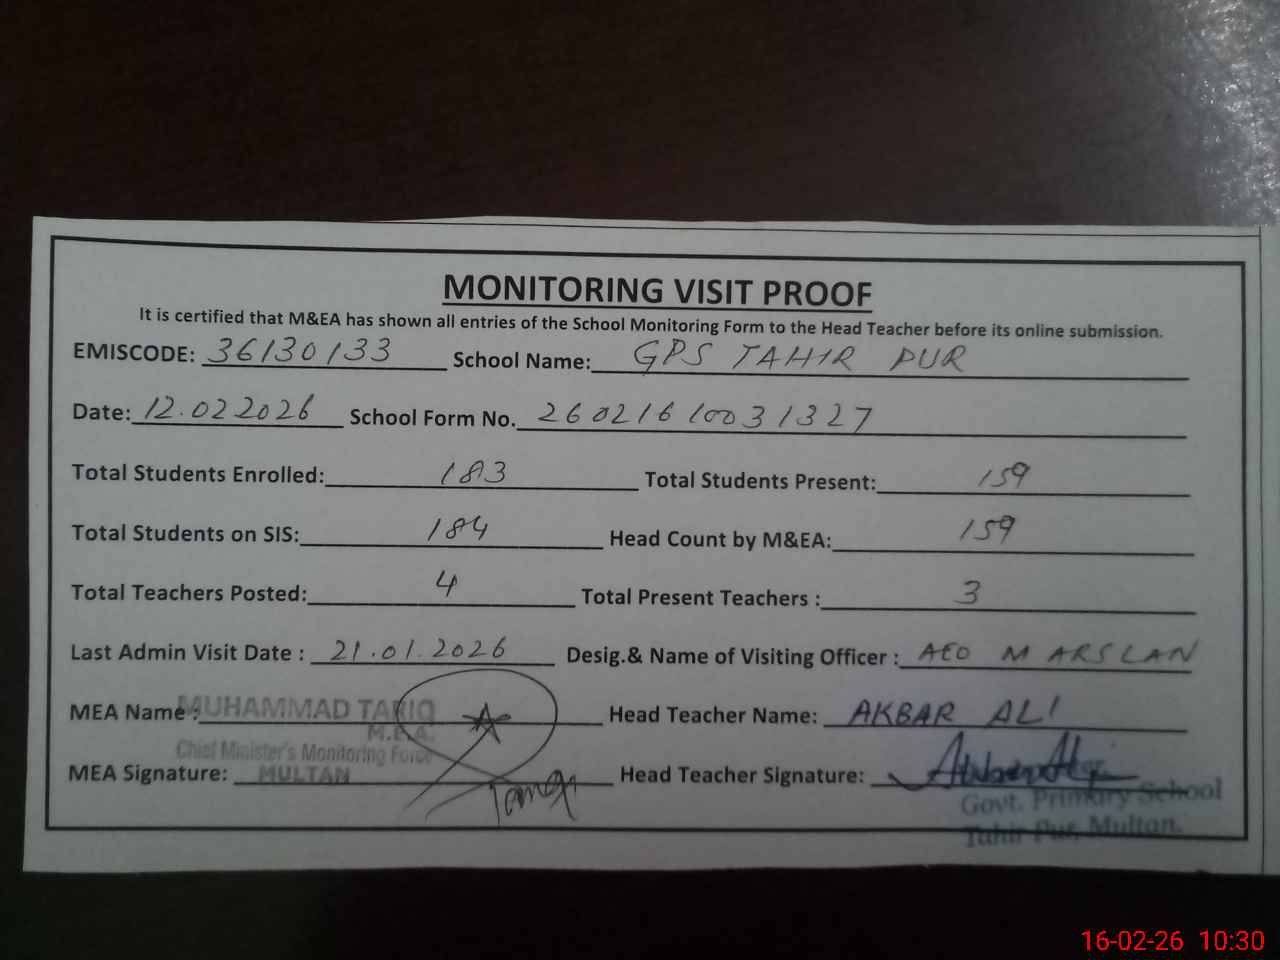 MONITORING VISIT PROOF
It is certified that M&EA has shown all entries of the School Monitoring Form to the Head Teacher before its online submission.
EMISCODE: 36130133 School Name: GPS TAHIR PUR
Date: 12.02 2026 School Form No. 26021610031327
Total Students Enrolled: 183 Total Students Present: 159
Total Students on SIS: 184 Head Count by M&EA: 159
Total Teachers Posted: 4 Total Present Teachers : 3
Last Admin Visit Date : 21.01.2026 Desig.& Name of Visiting Officer : AEO M ARSLAN
MEA Name : MUHAMMAD TARIQ Head Teacher Name: AKBAR ALI
M.E.A.
Chief Minister's Monitoring Force
MEA Signature: MULTAN Head Teacher Signature:
Govt. Primary School
Tahir Pur, Multan.
16-02-26 10:30